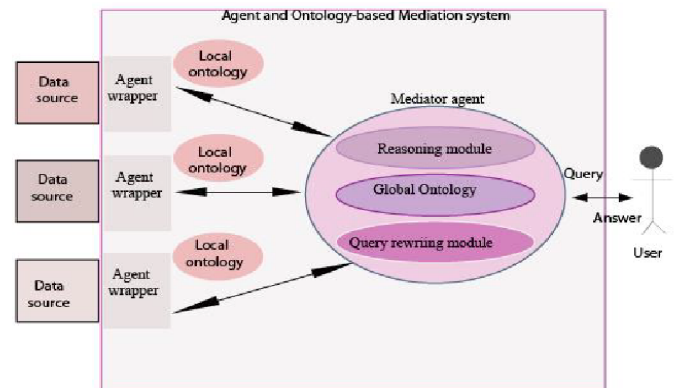 Agent and Ontology-based Mediation system
Data
source
Agent
wrapper
Local
ontology
Data
source
Agent
wrapper
Local
ontology
Data
source
Agent
wrapper
Local
ontology
Mediator agent
Reasoning module
Global Ontology
Query rewriing module
Query
Answer
User